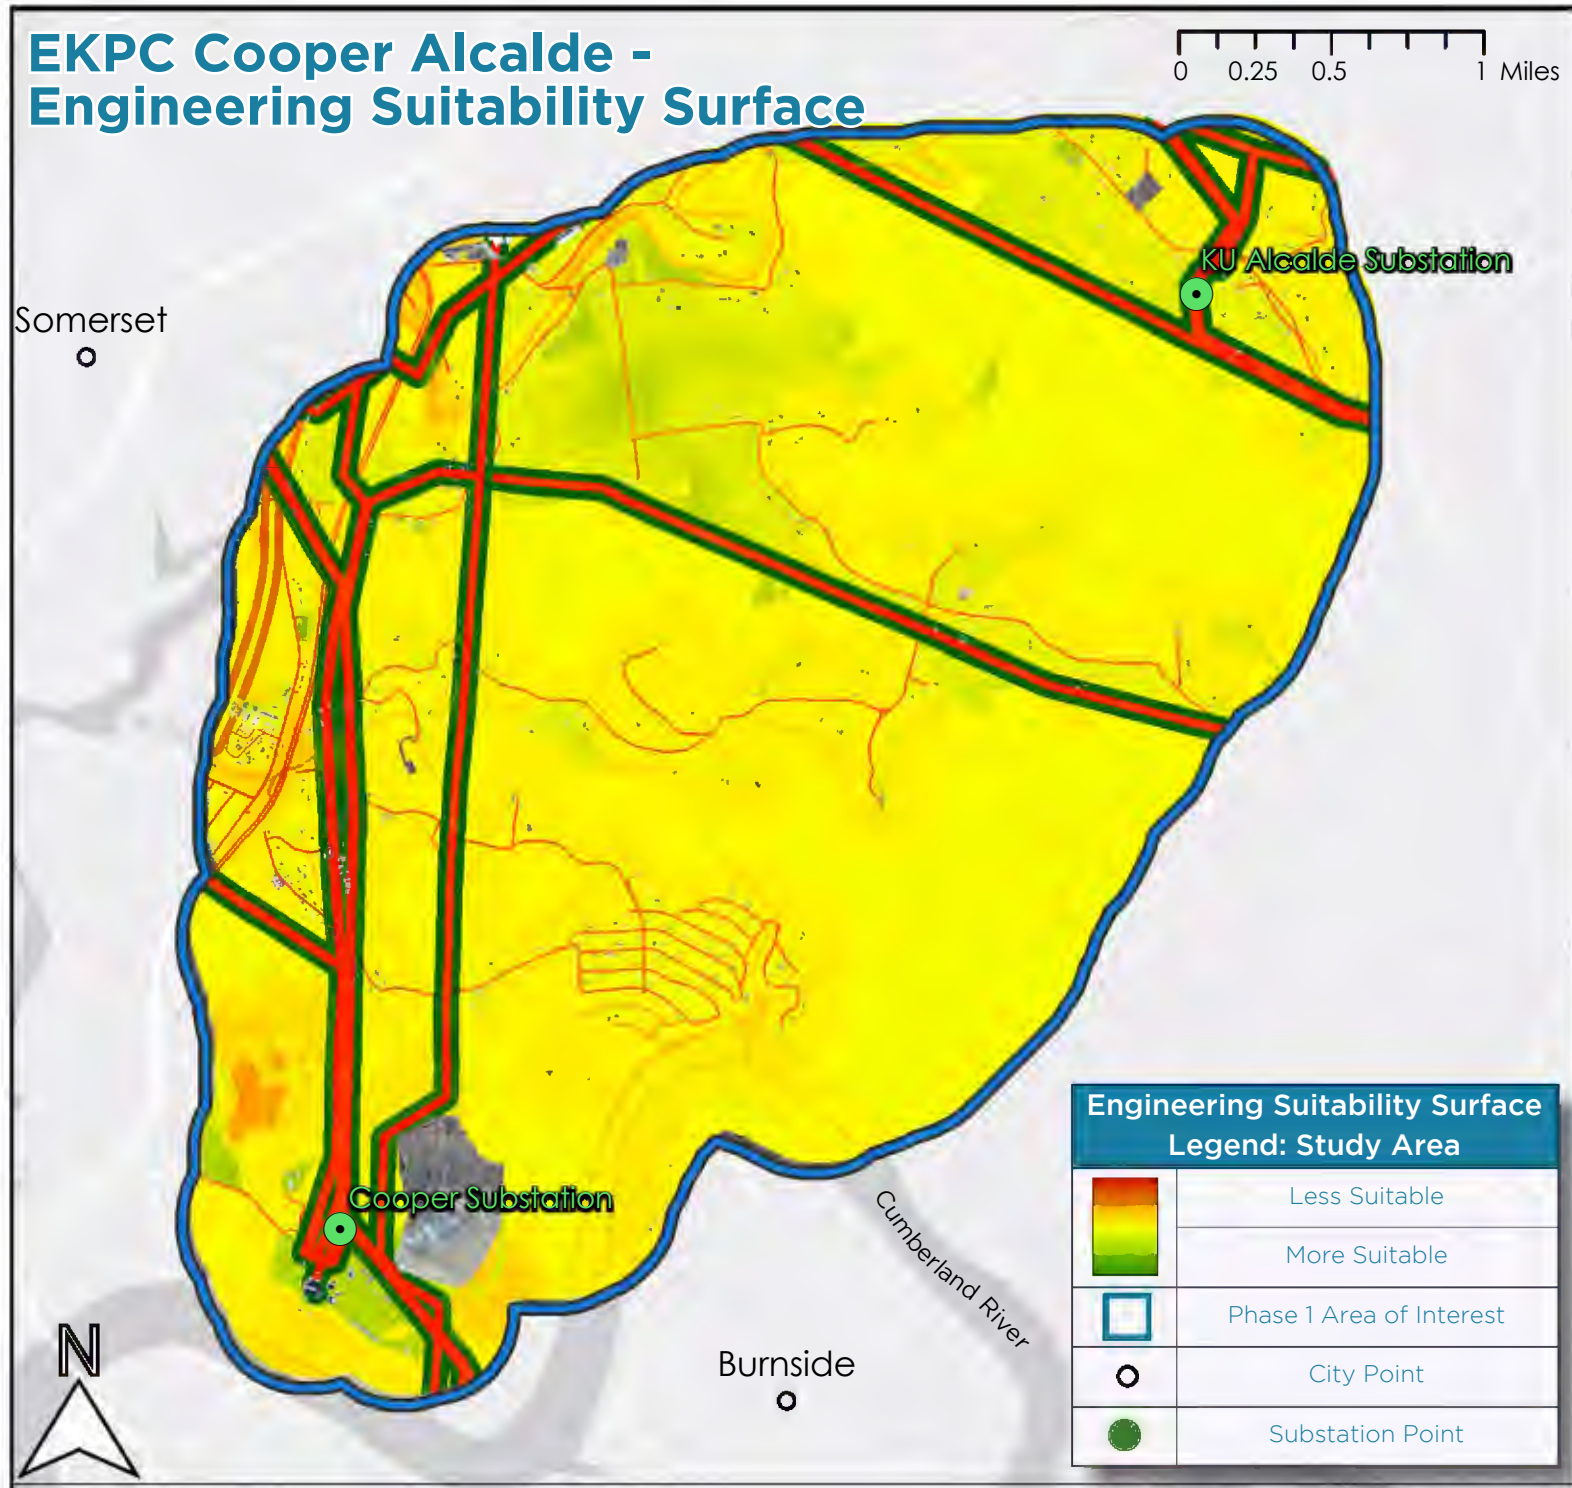 EKPC Cooper Alcalde -
Engineering Suitability Surface
0 0.25 0.5 1 Miles
KU Alcalde Substation
Somerset
Cooper Substation
Cumberland River
Burnside
N
Engineering Suitability Surface
Legend: Study Area
Less Suitable
More Suitable
Phase 1 Area of Interest
City Point
Substation Point